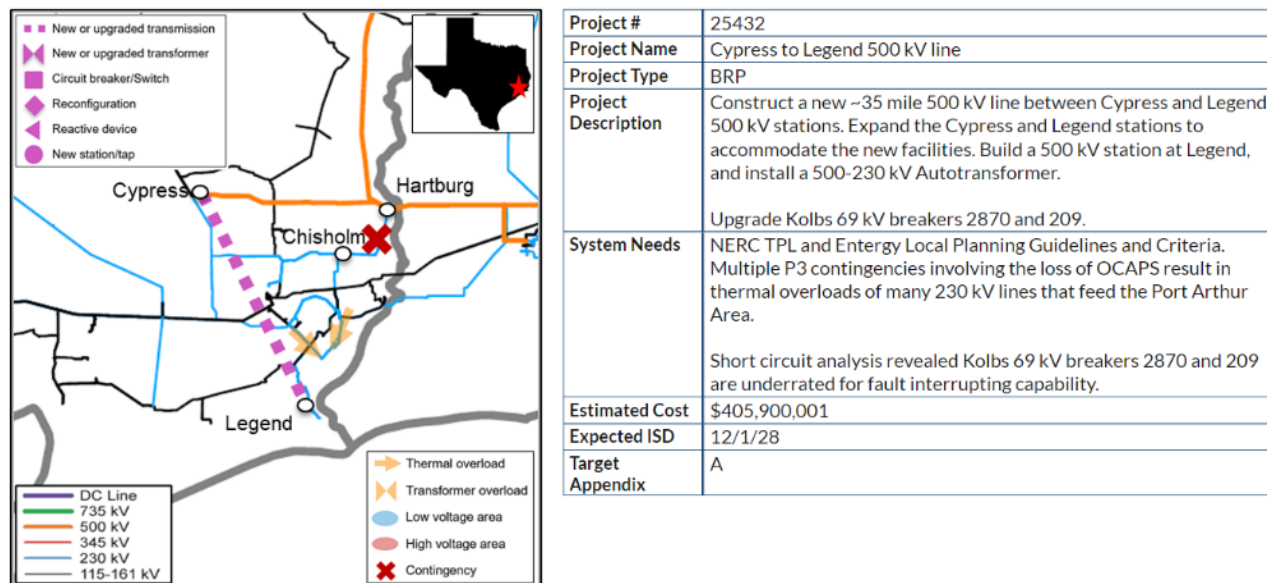 New or upgraded transmission
New or upgraded transformer
Circuit breaker/Switch
Reconfiguration
Reactive device
New station/tap
Cypress
Hartburg
Chisholm
Legend
DC Line
735 kV
500 kV
345 kV
230 kV
115-161 kV
Thermal overload
Transformer overload
Low voltage area
High voltage area
Contingency
Project # 25432
Project Name Cypress to Legend 500 kV line
Project Type BRP
Project Description
Construct a new ~35 mile 500 kV line between Cypress and Legend
500 kV stations. Expand the Cypress and Legend stations to
accommodate the new facilities. Build a 500 kV station at Legend,
and install a 500-230 kV Autotransformer.
Upgrade Kolbs 69 kV breakers 2870 and 209.
System Needs NERC TPL and Entergy Local Planning Guidelines and Criteria.
Multiple P3 contingencies involving the loss of OCAPS result in
thermal overloads of many 230 kV lines that feed the Port Arthur
Area.
Short circuit analysis revealed Kolbs 69 kV breakers 2870 and 209
are underrated for fault interrupting capability.
Estimated Cost $405,900,001
Expected ISD 12/1/28
Target Appendix A